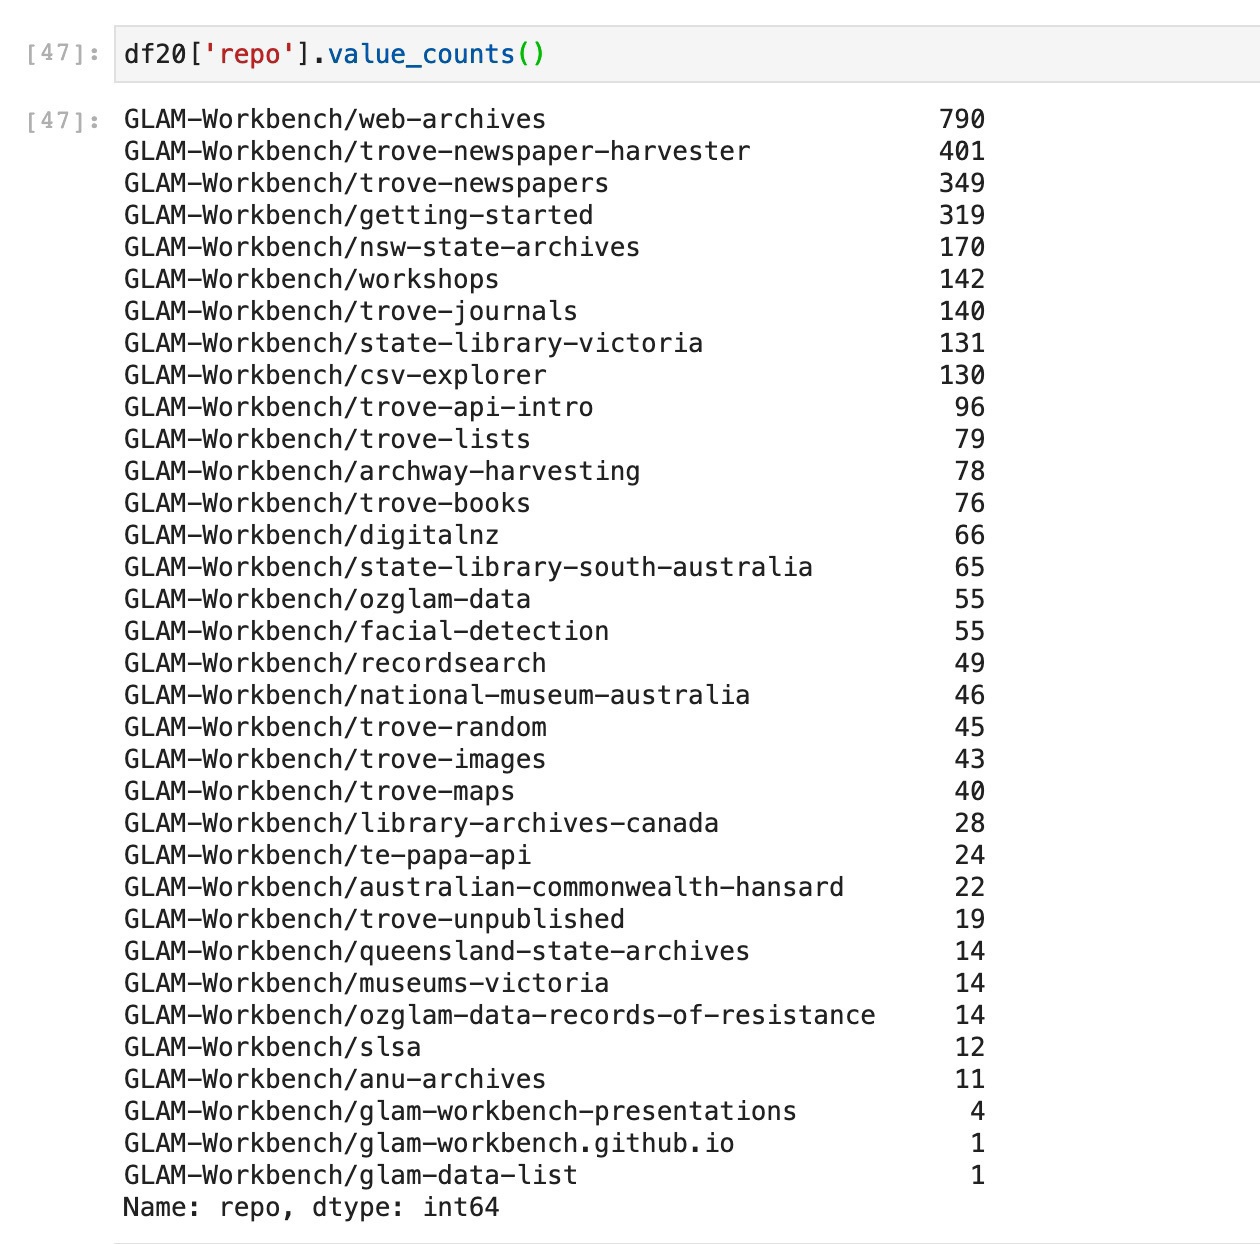 [47]: df20['repo'].value_counts()
[47]: GLAM-Workbench/web-archives 790
GLAM-Workbench/trove-newspaper-harvester 401
GLAM-Workbench/trove-newspapers 349
GLAM-Workbench/getting-started 319
GLAM-Workbench/nsw-state-archives 170
GLAM-Workbench/workshops 142
GLAM-Workbench/trove-journals 140
GLAM-Workbench/state-library-victoria 131
GLAM-Workbench/csv-explorer 130
GLAM-Workbench/trove-api-intro 96
GLAM-Workbench/trove-lists 79
GLAM-Workbench/archway-harvesting 78
GLAM-Workbench/trove-books 76
GLAM-Workbench/digitalnz 66
GLAM-Workbench/state-library-south-australia 65
GLAM-Workbench/ozglam-data 55
GLAM-Workbench/facial-detection 55
GLAM-Workbench/recordsearch 49
GLAM-Workbench/national-museum-australia 46
GLAM-Workbench/trove-random 45
GLAM-Workbench/trove-images 43
GLAM-Workbench/trove-maps 40
GLAM-Workbench/library-archives-canada 28
GLAM-Workbench/te-papa-api 24
GLAM-Workbench/australian-commonwealth-hansard 22
GLAM-Workbench/trove-unpublished 19
GLAM-Workbench/queensland-state-archives 14
GLAM-Workbench/museums-victoria 14
GLAM-Workbench/ozglam-data-records-of-resistance 14
GLAM-Workbench/slsa 12
GLAM-Workbench/anu-archives 11
GLAM-Workbench/glam-workbench-presentations 4
GLAM-Workbench/glam-workbench.github.io 1
GLAM-Workbench/glam-data-list 1
Name: repo, dtype: int64